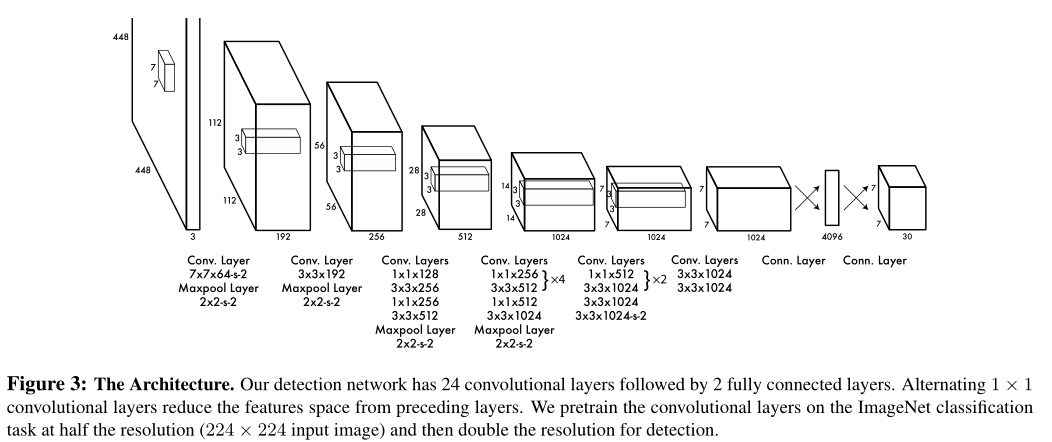 448
7
7
448
3
112
3
3
112
192
56
3
3
56
256
28
3
3
28
512
14
3
3
14
1024
7
3
3
7
1024
7
7
1024
4096
7
7
30
Conv. Layer
7x7x64-s-2
Maxpool Layer
2x2-s-2
Conv. Layer
3x3x192
Maxpool Layer
2x2-s-2
Conv. Layers
1x1x128
3x3x256
1x1x256
3x3x512
Maxpool Layer
2x2-s-2
Conv. Layers
1x1x256
3x3x512 } ×4
1x1x512
3x3x1024
Maxpool Layer
2x2-s-2
Conv. Layers
1x1x512
3x3x1024 } ×2
3x3x1024
3x3x1024-s-2
Conv. Layers
3x3x1024
3x3x1024
Conn. Layer
Conn. Layer
Figure 3: The Architecture. Our detection network has 24 convolutional layers followed by 2 fully connected layers. Alternating 1 × 1
convolutional layers reduce the features space from preceding layers. We pretrain the convolutional layers on the ImageNet classification
task at half the resolution (224 × 224 input image) and then double the resolution for detection.